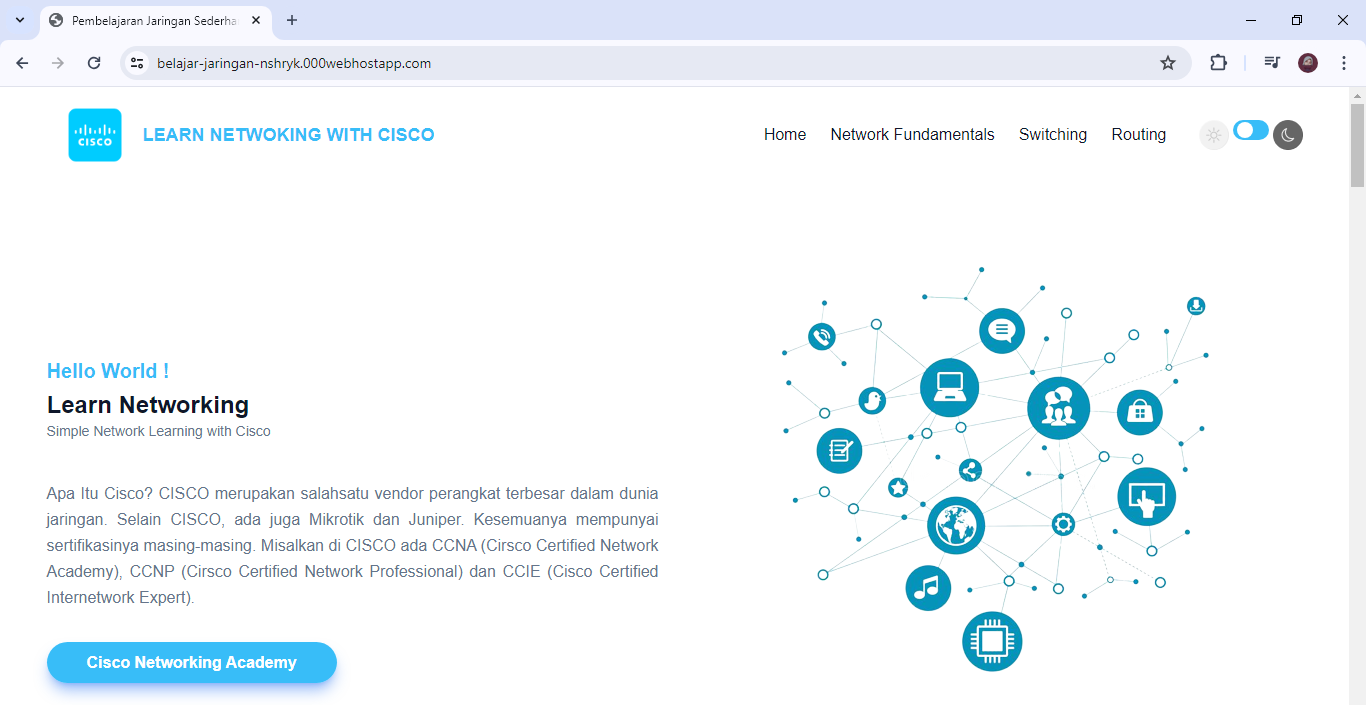 Pembelajaran Jaringan Sederha
belajar-jaringan-nshryk.000webhostapp.com
CISCO
LEARN NETWOKING WITH CISCO
Home Network Fundamentals Switching Routing
Hello World !
Learn Networking
Simple Network Learning with Cisco
Apa Itu Cisco? CISCO merupakan salahsatu vendor perangkat terbesar dalam dunia
jaringan. Selain CISCO, ada juga Mikrotik dan Juniper. Kesemuanya mempunyai
sertifikasinya masing-masing. Misalkan di CISCO ada CCNA (Cirsco Certified Network
Academy), CCNP (Cirsco Certified Network Professional) dan CCIE (Cisco Certified
Internetwork Expert).
Cisco Networking Academy